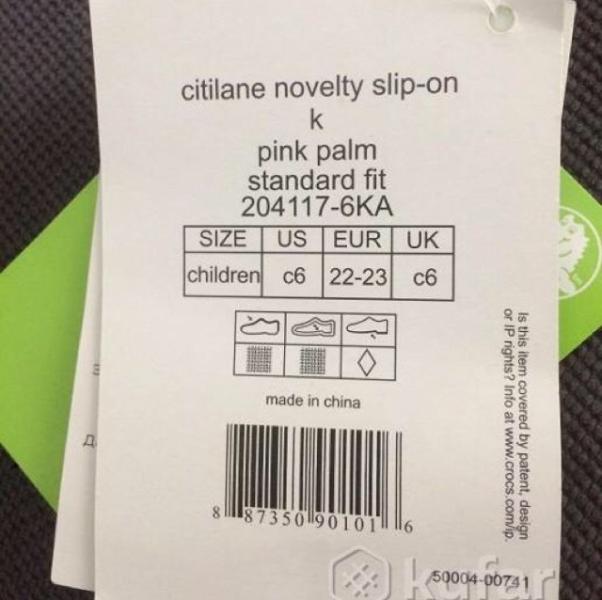 citilane novelty slip-on
k
pink palm
standard fit
204117-6KA
SIZE US EUR UK
children c6 22-23 c6
made in china
8 87350 90101 6
Is this item covered by patent, design
or IP rights? Info at www.crocs.com/ip.
50004-00741
kufar